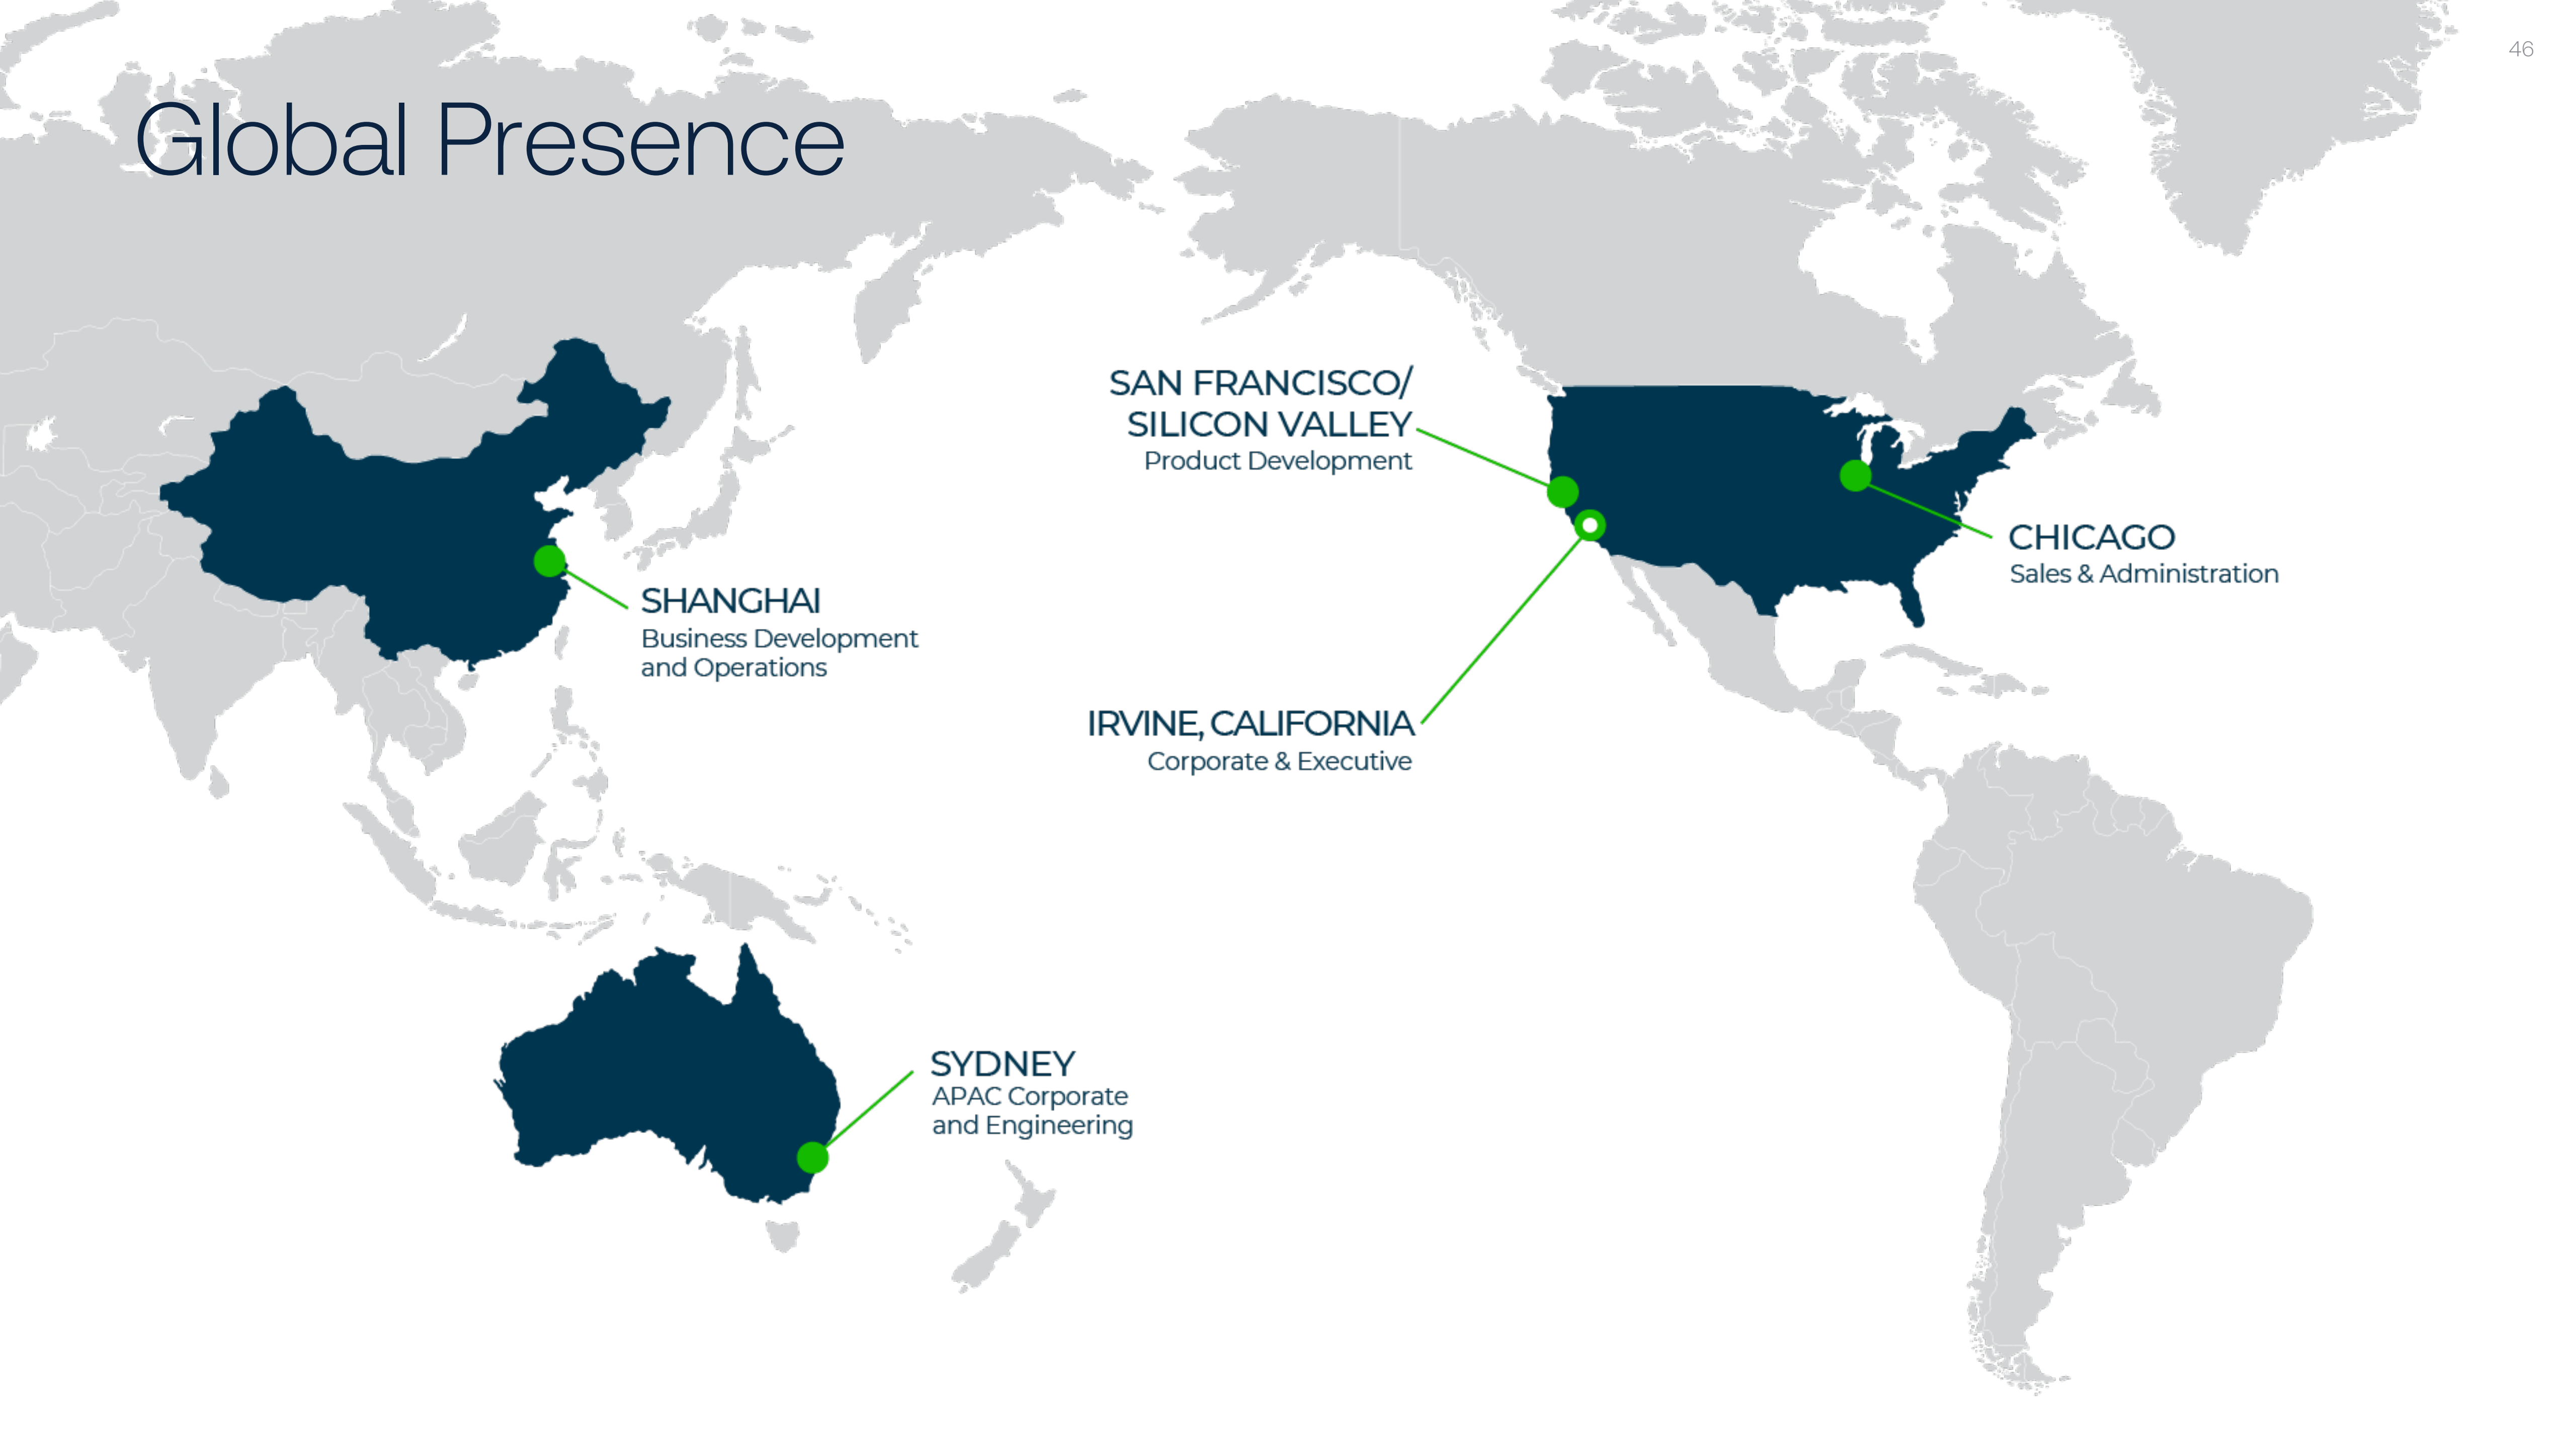 46
Global Presence
SAN FRANCISCO/
SILICON VALLEY
Product Development
CHICAGO
Sales & Administration
SHANGHAI
Business Development
and Operations
IRVINE, CALIFORNIA
Corporate & Executive
SYDNEY
APAC Corporate
and Engineering